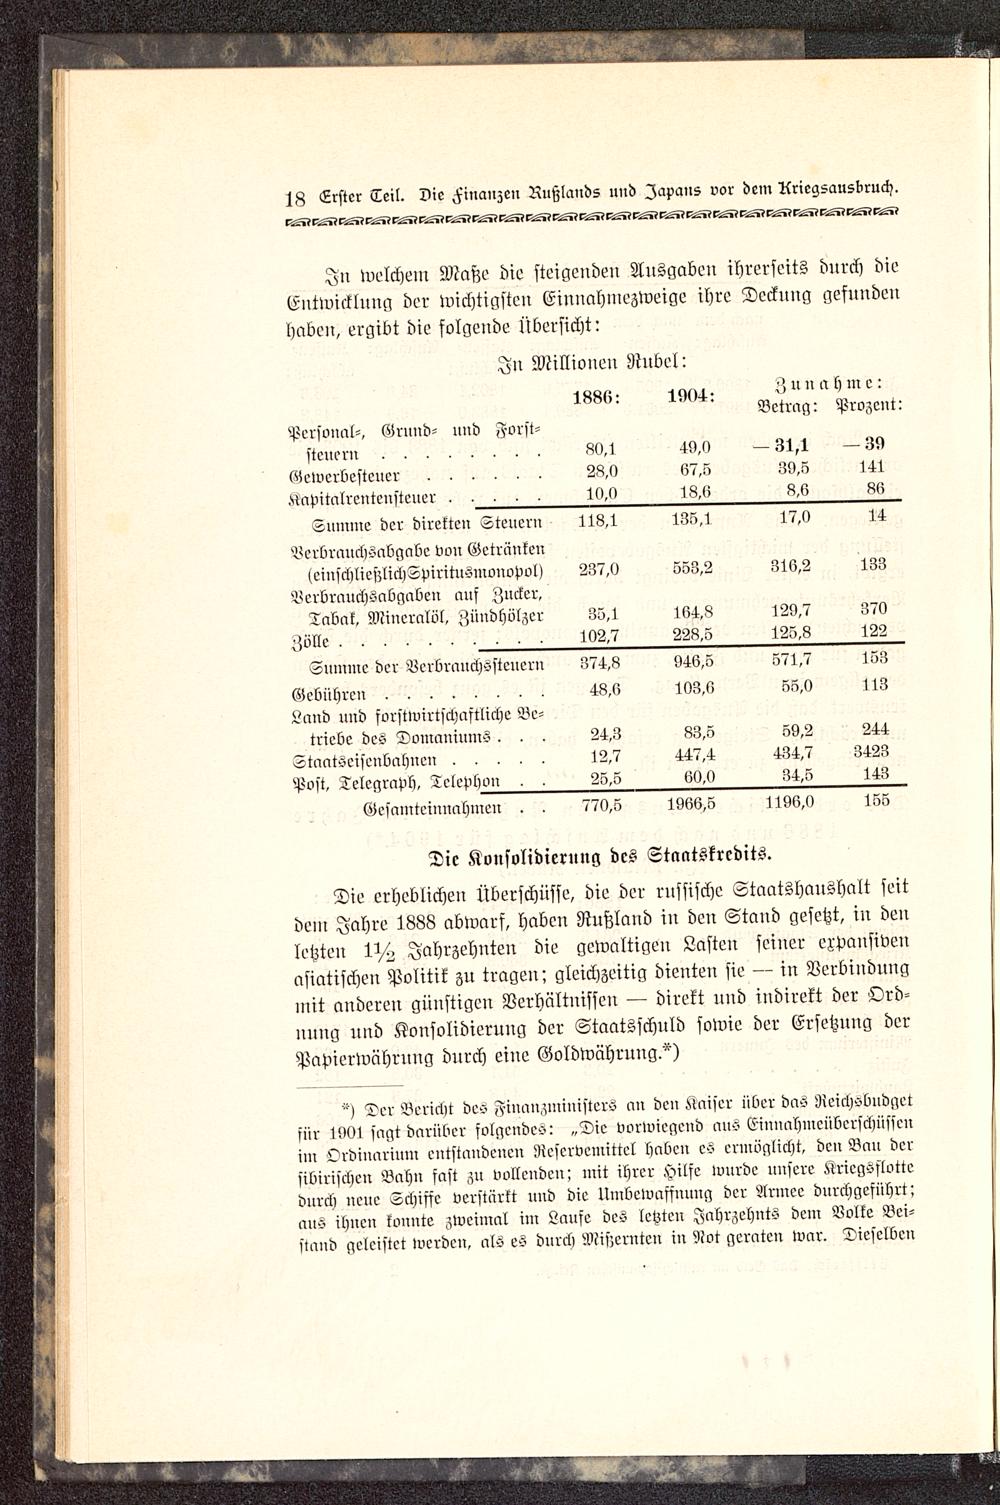 18 Erster Teil. Die Finanzen Rußlands und Japans vor dem Kriegsausbruch.
In welchem Maße die steigenden Ausgaben ihrerseits durch die
Entwicklung der wichtigsten Einnahmezweige ihre Deckung gefunden
haben, ergibt die folgende Übersicht:
In Millionen Rubel:
1886: 1904: Zunahme:
Betrag: Prozent:
Personal-, Grund- und Forst-
steuern . . . . . . . . 80,1 49,0 — 31,1 — 39
Gewerbesteuer . . . . . . 28,0 67,5 39,5 141
Kapitalrentensteuer . . . . . 10,0 18,6 8,6 86
Summe der direkten Steuern 118,1 135,1 17,0 14
Verbrauchsabgabe von Getränken
(einschließlich Spiritusmonopol) 237,0 553,2 316,2 133
Verbrauchsabgaben auf Zucker,
Tabak, Mineralöl, Zündhölzer 35,1 164,8 129,7 370
Zölle . . . . . . . . . . 102,7 228,5 125,8 122
Summe der Verbrauchssteuern 374,8 946,5 571,7 153
Gebühren . . . . . . . . 48,6 103,6 55,0 113
Land und forstwirtschaftliche Be-
triebe des Domaniums . . . 24,3 83,5 59,2 244
Staatseisenbahnen . . . . . 12,7 447,4 434,7 3423
Post, Telegraph, Telephon . . 25,5 60,0 34,5 143
Gesamteinnahmen . . 770,5 1966,5 1196,0 155
Die Konsolidierung des Staatskredits.
Die erheblichen Überschüsse, die der russische Staatshaushalt seit
dem Jahre 1888 abwarf, haben Rußland in den Stand gesetzt, in den
letzten 1½ Jahrzehnten die gewaltigen Lasten seiner expansiven
asiatischen Politik zu tragen; gleichzeitig dienten sie — in Verbindung
mit anderen günstigen Verhältnissen — direkt und indirekt der Ord-
nung und Konsolidierung der Staatsschuld sowie der Ersetzung der
Papierwährung durch eine Goldwährung.*)
*) Der Bericht des Finanzministers an den Kaiser über das Reichsbudget
für 1901 sagt darüber folgendes: „Die vorwiegend aus Einnahmeüberschüssen
im Ordinarium entstandenen Reservemittel haben es ermöglicht, den Bau der
sibirischen Bahn fast zu vollenden; mit ihrer Hilfe wurde unsere Kriegsflotte
durch neue Schiffe verstärkt und die Umbewaffnung der Armee durchgeführt;
aus ihnen konnte zweimal im Laufe des letzten Jahrzehnts dem Volke Bei-
stand geleistet werden, als es durch Mißernten in Not geraten war. Dieselben